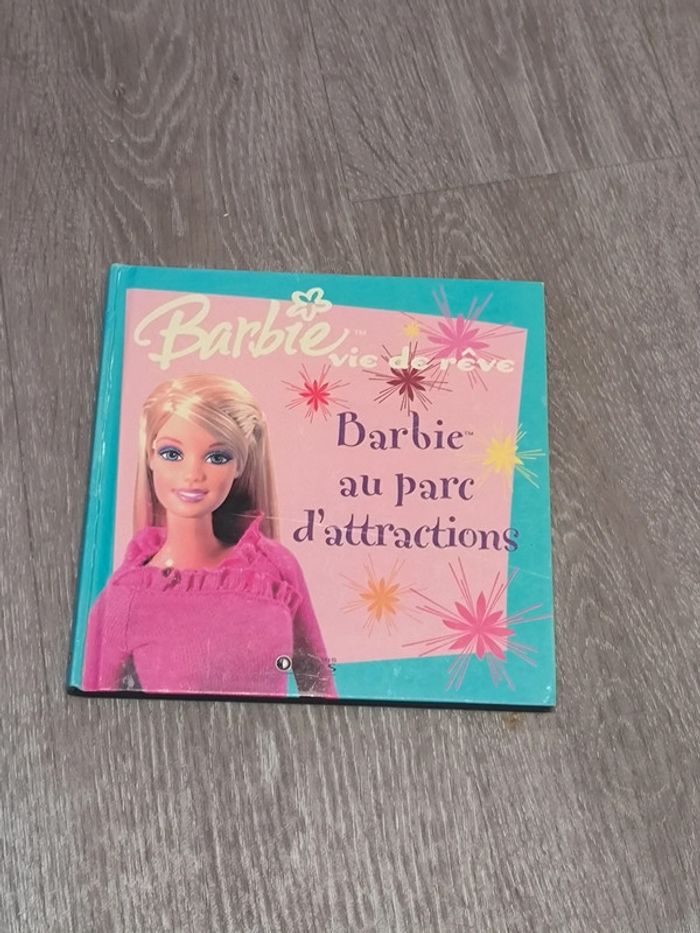 Barbie™
vie de rêve
Barbie™
au parc
d'attractions